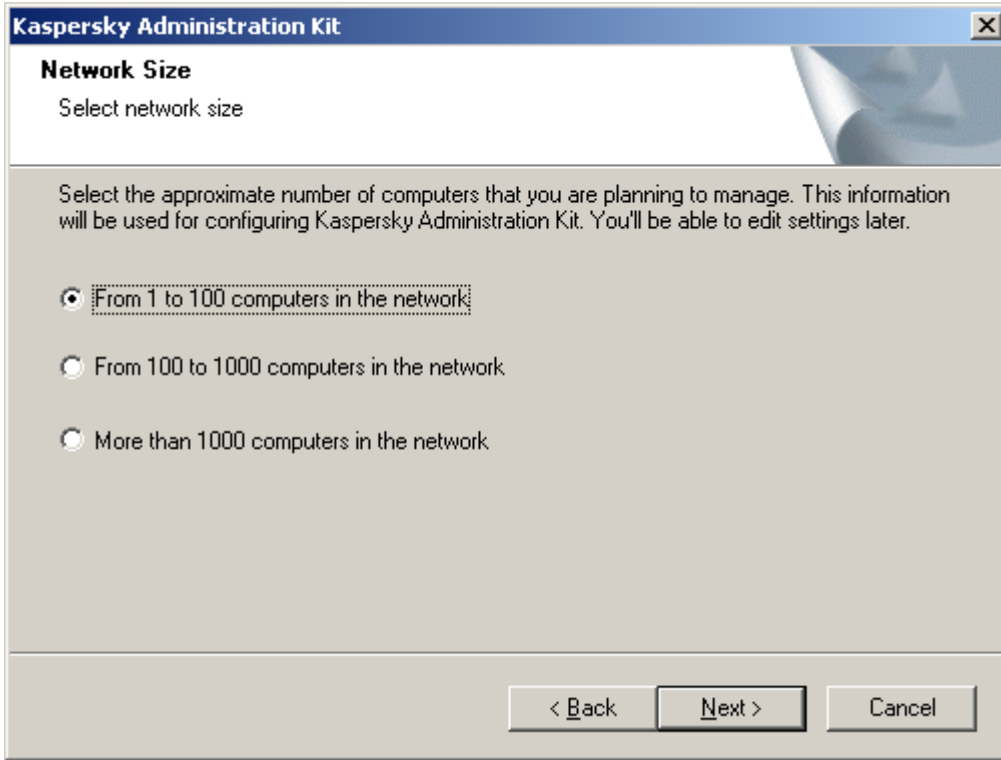 Kaspersky Administration Kit
Network Size
Select network size
Select the approximate number of computers that you are planning to manage. This information
will be used for configuring Kaspersky Administration Kit. You'll be able to edit settings later.
From 1 to 100 computers in the network
From 100 to 1000 computers in the network
More than 1000 computers in the network
< Back
Next >
Cancel